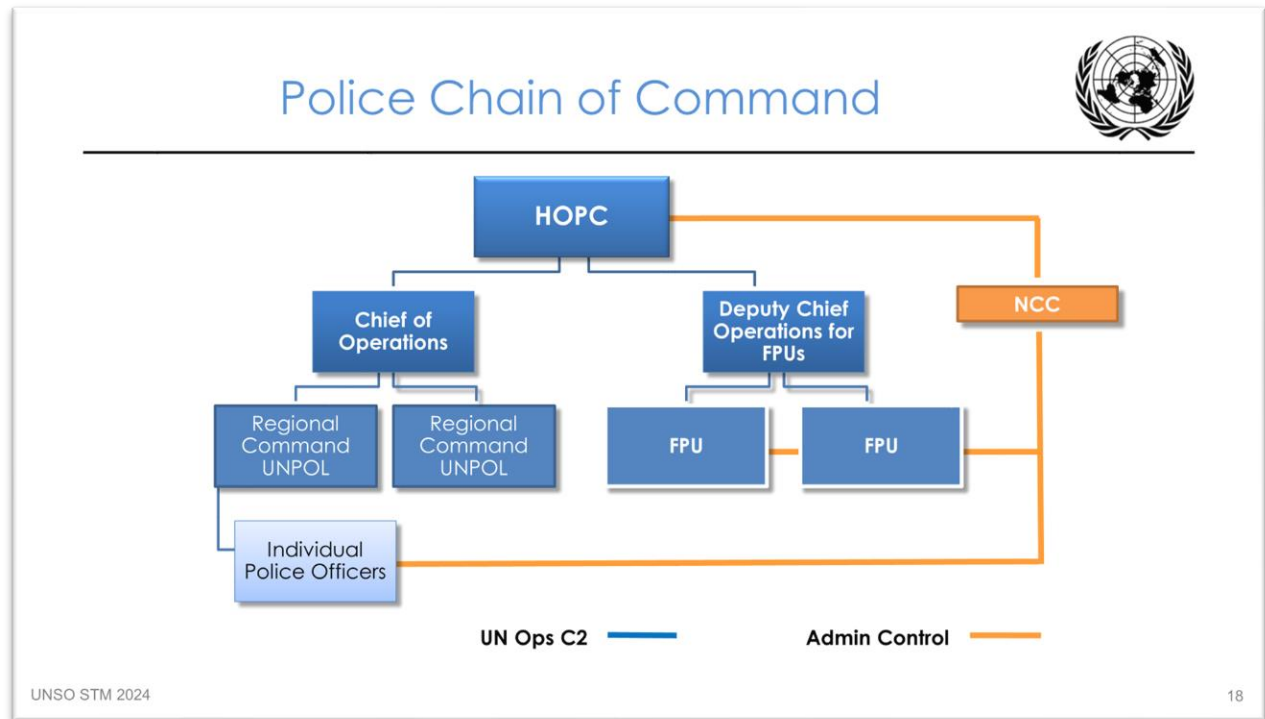 Police Chain of Command
HOPC
NCC
Chief of
Operations
Deputy Chief
Operations for
FPUs
Regional
Command
UNPOL
Regional
Command
UNPOL
FPU
FPU
Individual
Police Officers
UN Ops C2
Admin Control
UNSO STM 2024
18